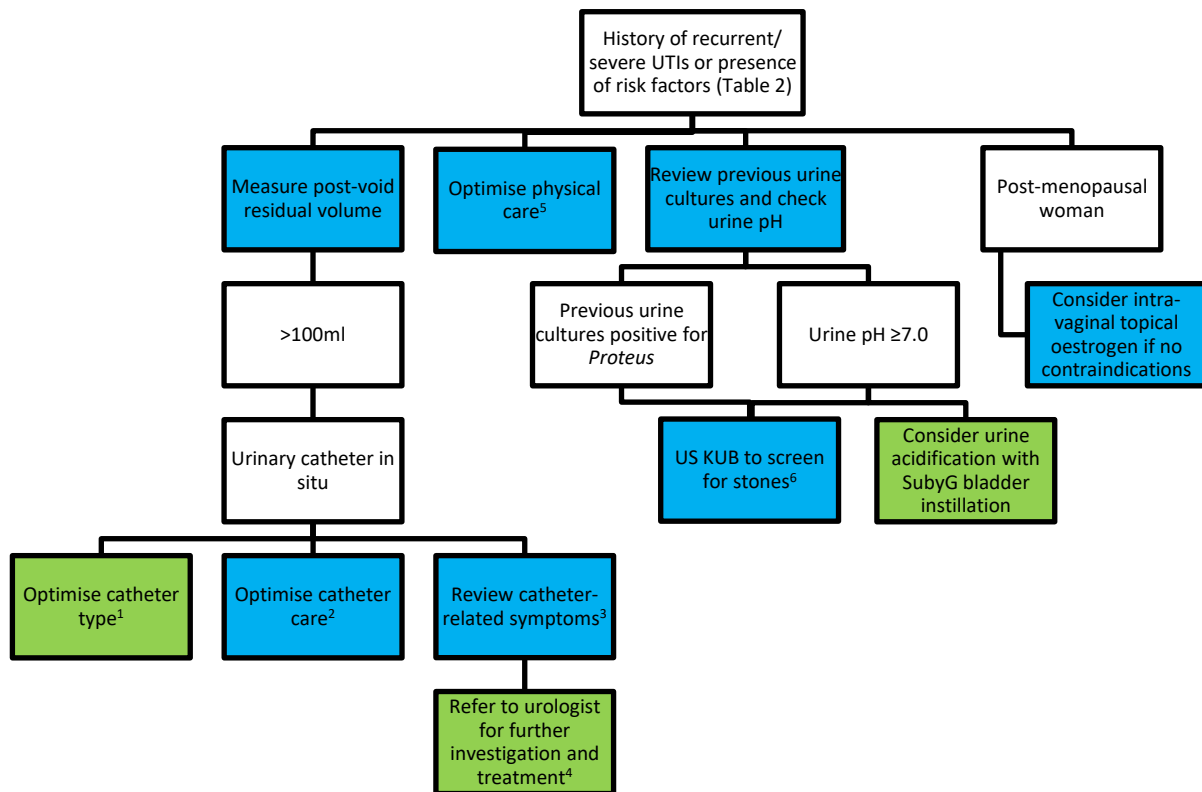 History of recurrent/
severe UTIs or presence
of risk factors (Table 2)
Measure post-void
residual volume
Optimise physical
care⁵
Review previous urine
cultures and check
urine pH
Post-menopausal
woman
>100ml
Previous urine
cultures positive for
Proteus
Urine pH ≥7.0
Consider intra-
vaginal topical
oestrogen if no
contraindications
Urinary catheter in
situ
US KUB to screen
for stones⁶
Consider urine
acidification with
SubyG bladder
instillation
Optimise catheter
type¹
Optimise catheter
care²
Review catheter-
related symptoms³
Refer to urologist
for further
investigation and
treatment⁴